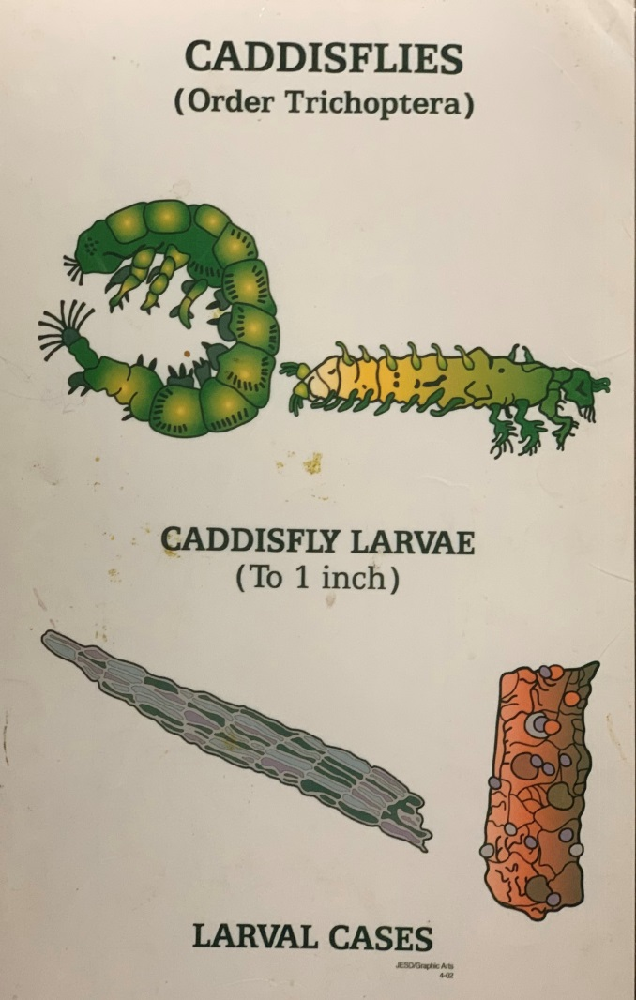 CADDISFLIES
(Order Trichoptera)
CADDISFLY LARVAE
(To 1 inch)
LARVAL CASES
JESD/Graphic Arts
4-02